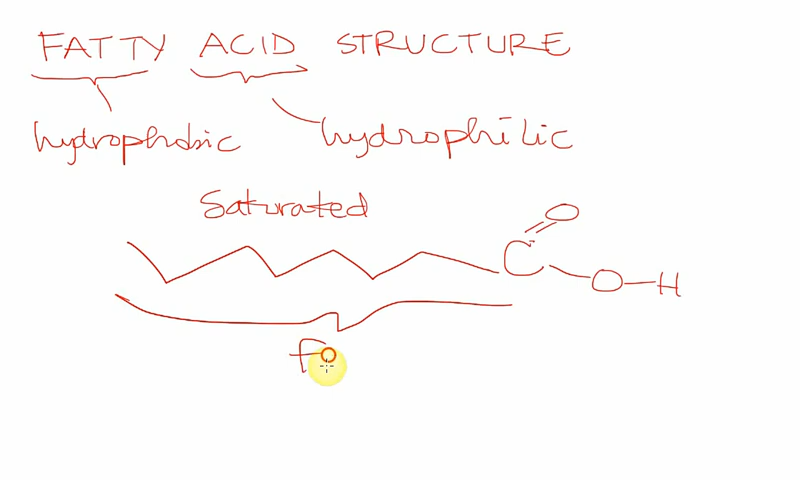 FATTY ACID STRUCTURE
hydrophobic hydrophilic
Saturated
O
C
O-H
F